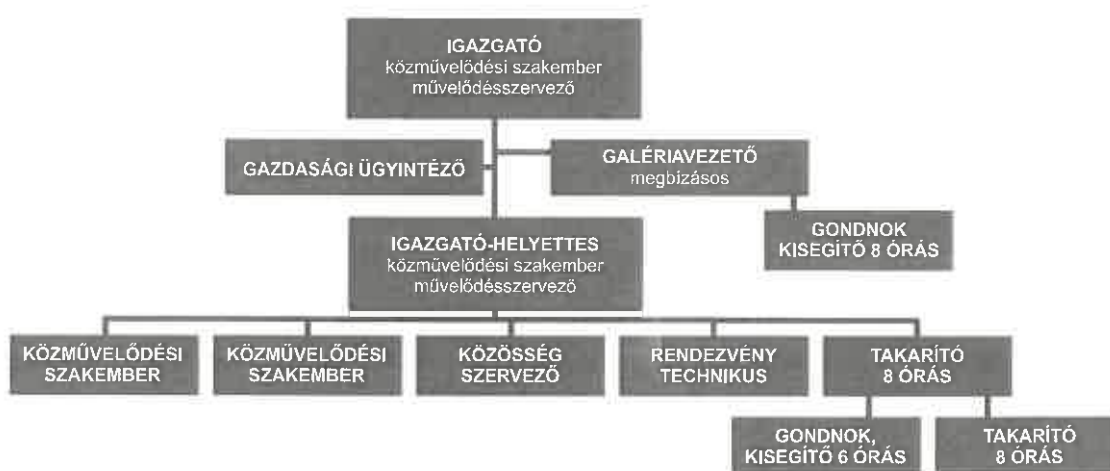 IGAZGATÓ
közművelődési szakember
művelődésszervező
GAZDASÁGI ÜGYINTÉZŐ
GALÉRIAVEZETŐ
megbízásos
GONDNOK
KISEGÍTŐ 8 ÓRÁS
IGAZGATÓ-HELYETTES
közművelődési szakember
művelődésszervező
KÖZMŰVELŐDÉSI
SZAKEMBER
KÖZMŰVELŐDÉSI
SZAKEMBER
KÖZÖSSÉG
SZERVEZŐ
RENDEZVÉNY
TECHNIKUS
TAKARÍTÓ
8 ÓRÁS
GONDNOK,
KISEGÍTŐ 6 ÓRÁS
TAKARÍTÓ
8 ÓRÁS